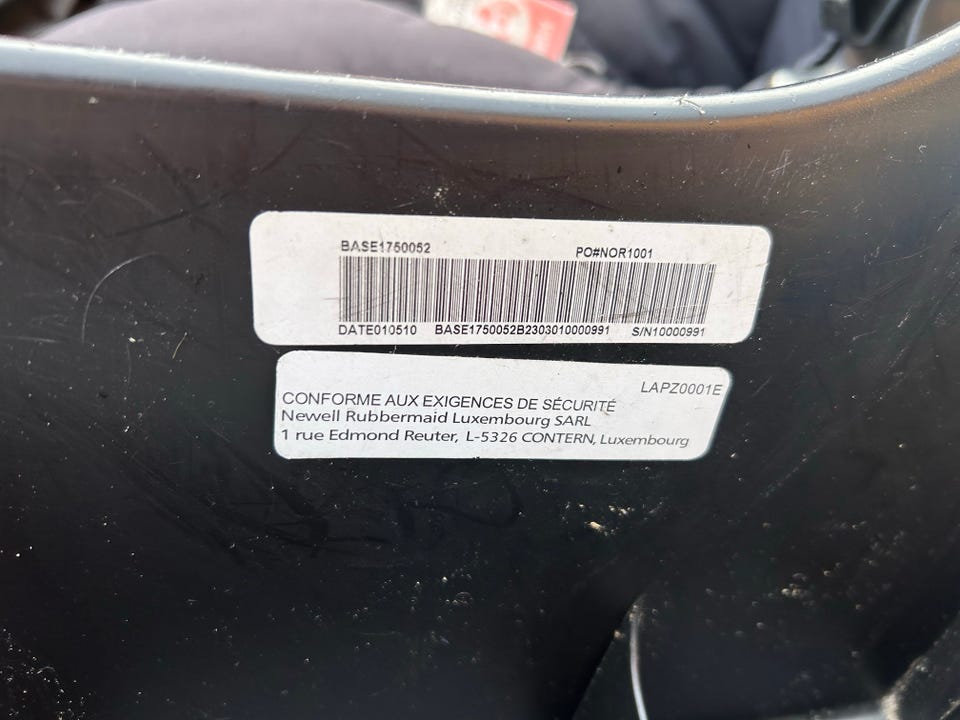 BASE1750052 PO#NOR1001
DATE010510 BASE1750052B2303010000991 S/N10000991
LAPZ0001E
CONFORME AUX EXIGENCES DE SÉCURITÉ
Newell Rubbermaid Luxembourg SARL
1 rue Edmond Reuter, L-5326 CONTERN, Luxembourg